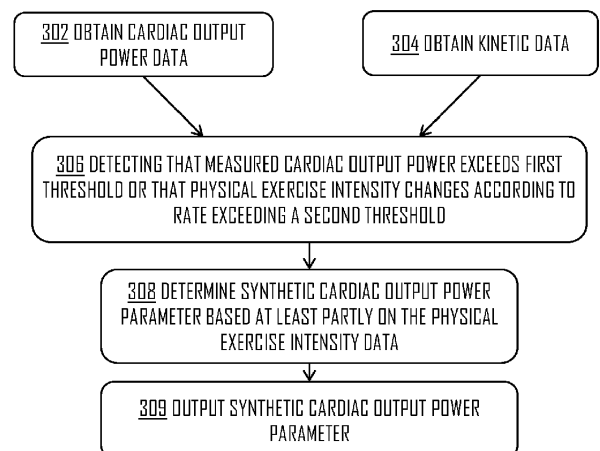 302 OBTAIN CARDIAC OUTPUT
POWER DATA
304 OBTAIN KINETIC DATA
306 DETECTING THAT MEASURED CARDIAC OUTPUT POWER EXCEEDS FIRST
THRESHOLD OR THAT PHYSICAL EXERCISE INTENSITY CHANGES ACCORDING TO
RATE EXCEEDING A SECOND THRESHOLD
308 DETERMINE SYNTHETIC CARDIAC OUTPUT POWER
PARAMETER BASED AT LEAST PARTLY ON THE PHYSICAL
EXERCISE INTENSITY DATA
309 OUTPUT SYNTHETIC CARDIAC OUTPUT POWER
PARAMETER